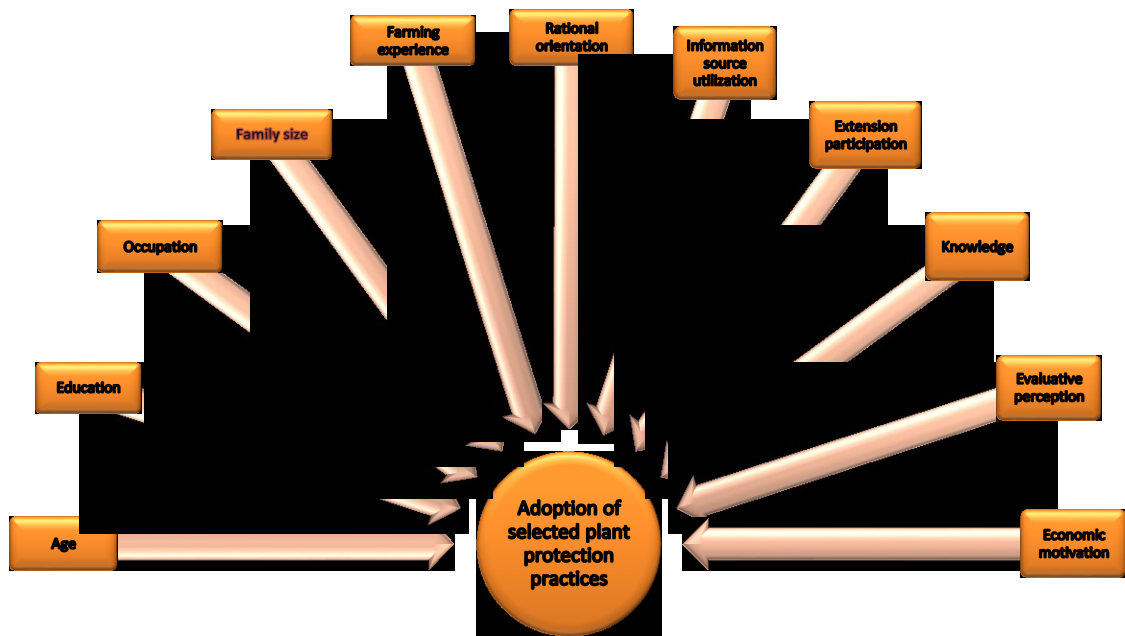 Farming
experience
Rational
orientation
Information
source
utilization
Family size
Extension
participation
Occupation
Knowledge
Education
Evaluative
perception
Age
Adoption of
selected plant
protection
practices
Economic
motivation